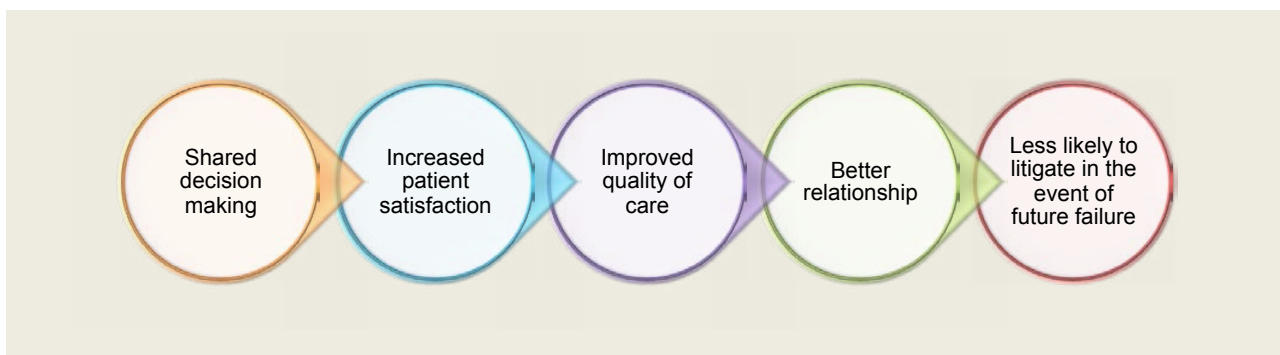 Shared
decision
making
Increased
patient
satisfaction
Improved
quality of
care
Better
relationship
Less likely to
litigate in the
event of
future failure